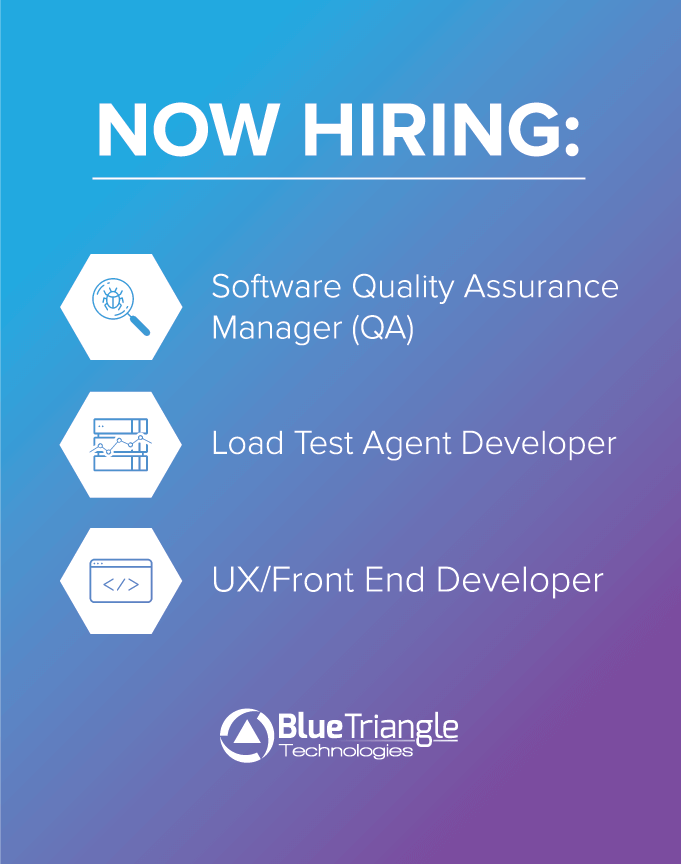 NOW HIRING:
Software Quality Assurance
Manager (QA)
Load Test Agent Developer
</>
UX/Front End Developer
BlueTriangle
Technologies